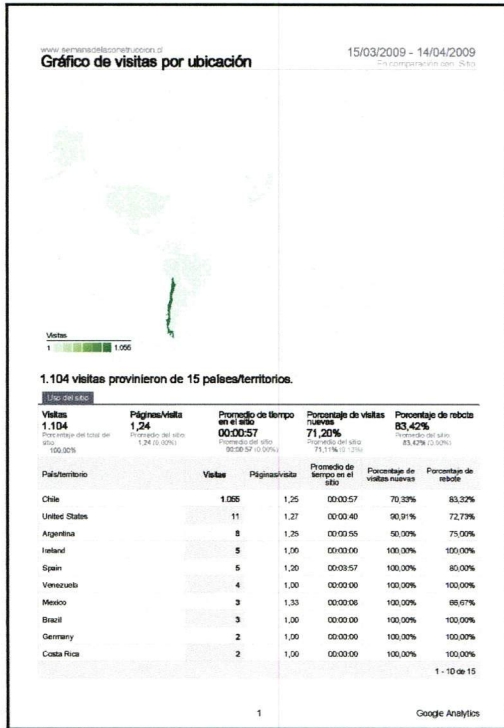 www.semanadelaconstruccion.cl
Gráfico de visitas por ubicación
15/03/2009 - 14/04/2009
En comparación con: Sitio
Visitas
1 1.055
1.104 visitas provinieron de 15 países/territorios.
Uso del sitio
Visitas Páginas/visita Promedio de tiempo en el sitio Porcentaje de visitas nuevas Porcentaje de rebote
1.104 1,24 00:00:57 71,20% 83,42%
Porcentaje del total de sitio: 100,00% Promedio del sitio: 1,24 (0,00%) Promedio del sitio: 00:00:57 (0,00%) Promedio del sitio: 71,11% (0,13%) Promedio del sitio: 83,42% (0,00%)
País/territorio Visitas Páginas/visita Promedio de tiempo en el sitio Porcentaje de visitas nuevas Porcentaje de rebote
Chile 1.055 1,25 00:00:57 70,33% 83,32%
United States 11 1,27 00:00:40 90,91% 72,73%
Argentina 8 1,25 00:00:55 50,00% 75,00%
Ireland 5 1,00 00:00:00 100,00% 100,00%
Spain 5 1,20 00:03:57 100,00% 80,00%
Venezuela 4 1,00 00:00:00 100,00% 100,00%
Mexico 3 1,33 00:00:06 100,00% 66,67%
Brazil 3 1,00 00:00:00 100,00% 100,00%
Germany 2 1,00 00:00:00 100,00% 100,00%
Costa Rica 2 1,00 00:00:00 100,00% 100,00%
1 - 10 de 15
1 Google Analytics